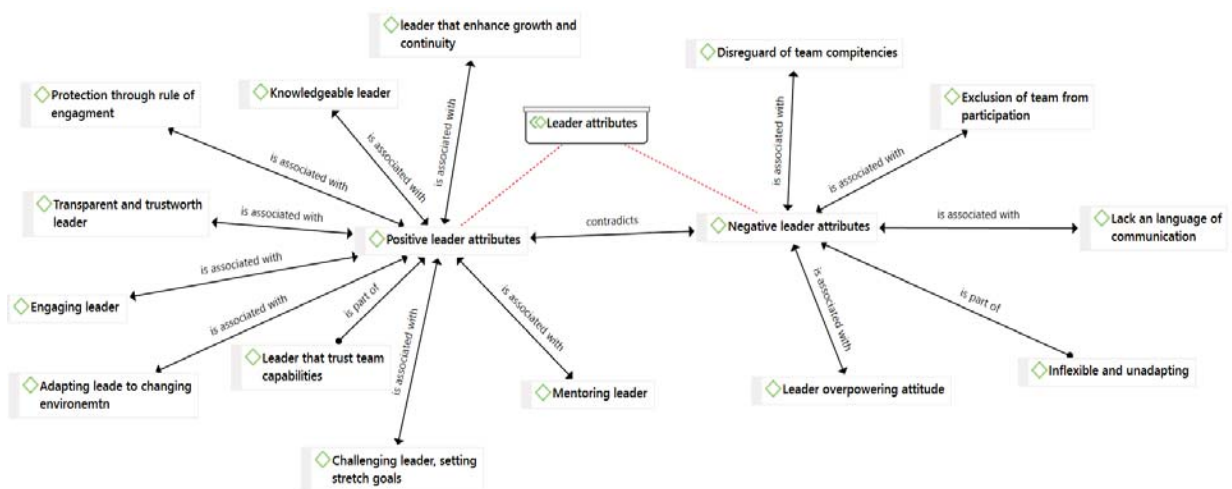 leader that enhance growth and
continuity
Disreguard of team compitencies
Protection through rule of
engagment
Knowledgeable leader
Leader attributes
Exclusion of team from
participation
is associated with
is associated with
is associated with
is associated with
is associated with
Transparent and trustworth
leader
is associated with
Positive leader attributes
contradicts
Negative leader attributes
is associated with
Lack an language of
communication
is associated with
Engaging leader
is associated with
is part of
is associated with
is associated with
is associated with
is part of
Adapting leade to changing
environemtn
Leader that trust team
capabilities
Mentoring leader
Leader overpowering attitude
Inflexible and unadapting
Challenging leader, setting
stretch goals